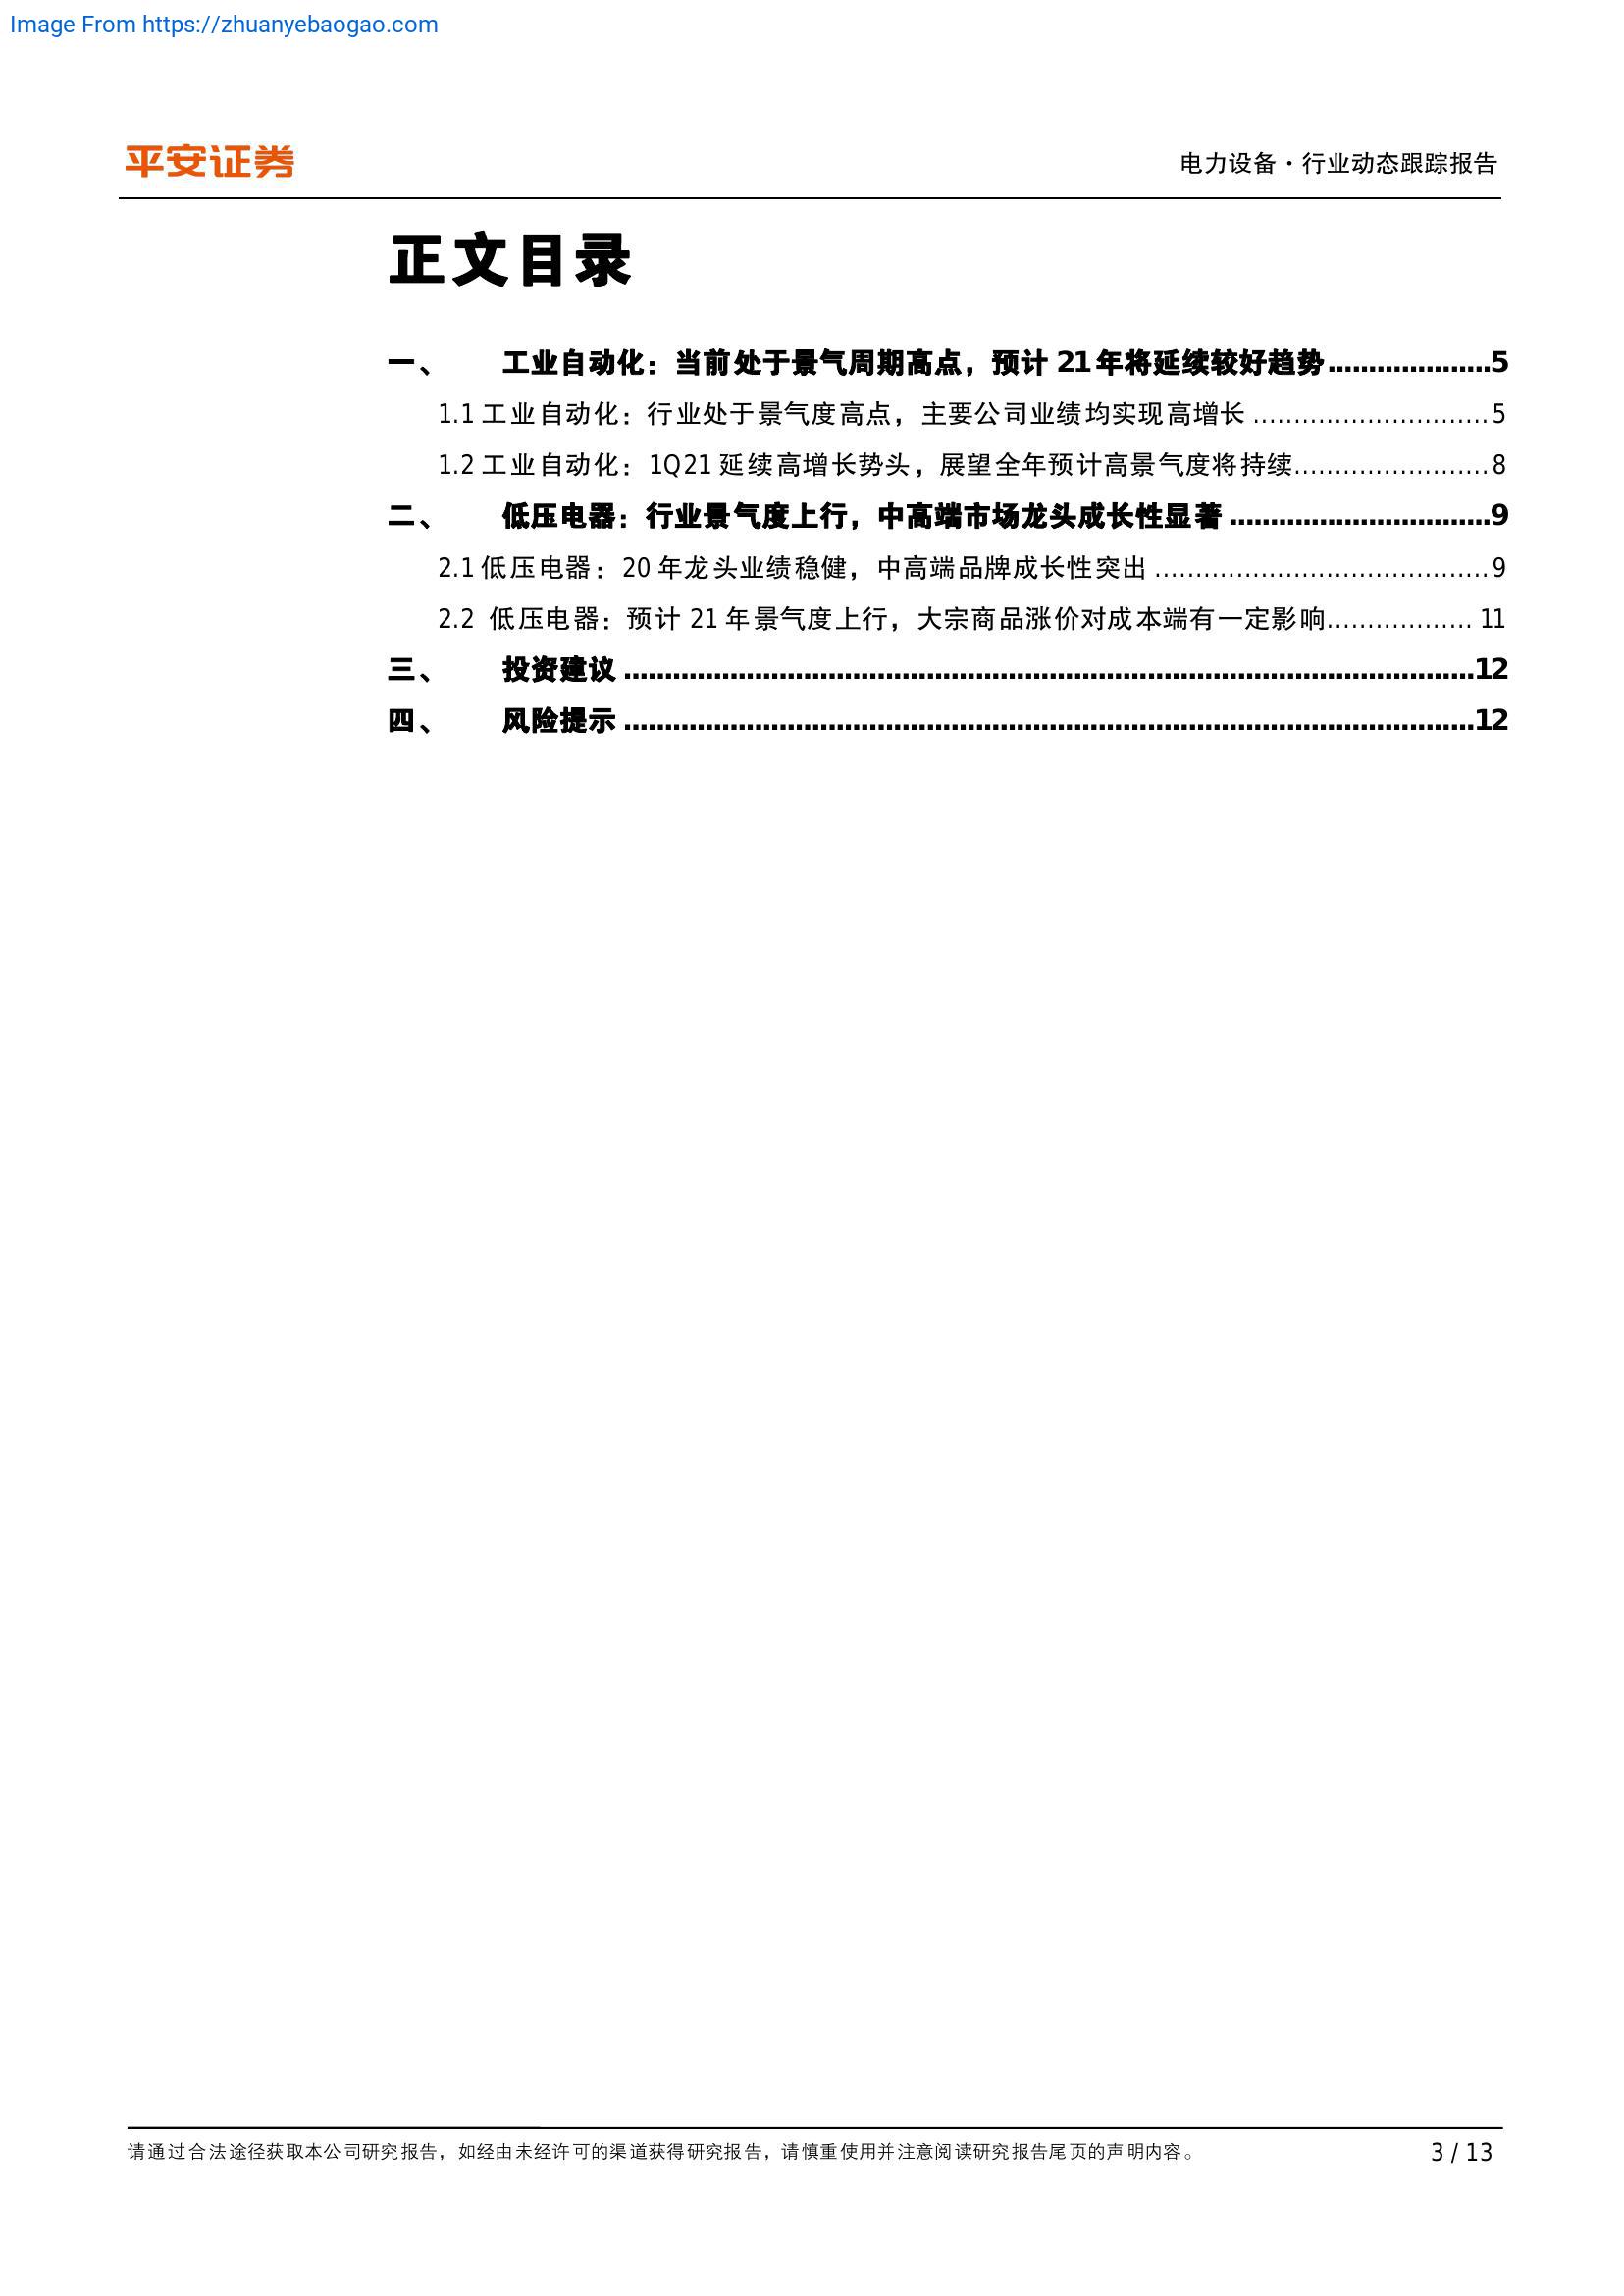 Image From https://zhuanyebaogao.com
平安证券
电力设备·行业动态跟踪报告
正文目录
一、 工业自动化：当前处于景气周期高点，预计 21 年将延续较好趋势....................5
1.1 工业自动化：行业处于景气度高点，主要公司业绩均实现高增长 .............................5
1.2 工业自动化：1Q21 延续高增长势头，展望全年预计高景气度将持续........................8
二、 低压电器：行业景气度上行，中高端市场龙头成长性显著 ................................9
2.1 低压电器：20 年龙头业绩稳健，中高端品牌成长性突出 .........................................9
2.2 低压电器：预计 21 年景气度上行，大宗商品涨价对成本端有一定影响.................. 11
三、 投资建议 ........................................................................................................12
四、 风险提示 ........................................................................................................12
请通过合法途径获取本公司研究报告，如经由未经许可的渠道获得研究报告，请慎重使用并注意阅读研究报告尾页的声明内容。
3 / 13